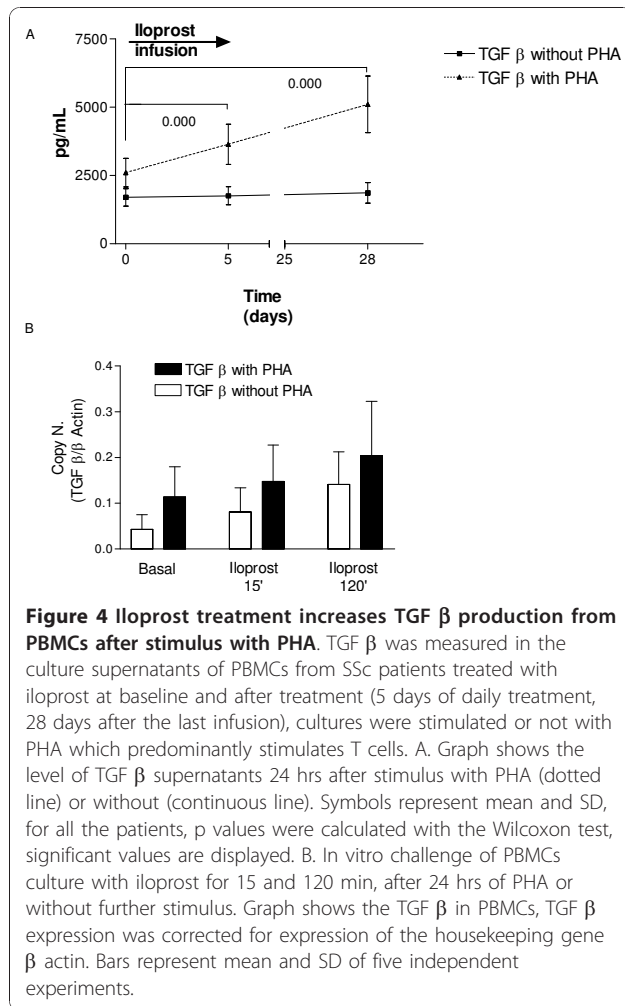 A
Iloprost
infusion
7500
5000
2500
0
pg/mL
0.000
0.000
0 5 25 28
Time
(days)
TGF β without PHA
TGF β with PHA
B
TGF β with PHA
TGF β without PHA
Copy N.
(TGF β/β Actin)
0.4
0.3
0.2
0.1
0.0
Basal Iloprost Iloprost
15' 120'
Figure 4 Iloprost treatment increases TGF β production from
PBMCs after stimulus with PHA. TGF β was measured in the
culture supernatants of PBMCs from SSc patients treated with
iloprost at baseline and after treatment (5 days of daily treatment,
28 days after the last infusion), cultures were stimulated or not with
PHA which predominantly stimulates T cells. A. Graph shows the
level of TGF β supernatants 24 hrs after stimulus with PHA (dotted
line) or without (continuous line). Symbols represent mean and SD,
for all the patients, p values were calculated with the Wilcoxon test,
significant values are displayed. B. In vitro challenge of PBMCs
culture with iloprost for 15 and 120 min, after 24 hrs of PHA or
without further stimulus. Graph shows the TGF β in PBMCs, TGF β
expression was corrected for expression of the housekeeping gene
β actin. Bars represent mean and SD of five independent
experiments.